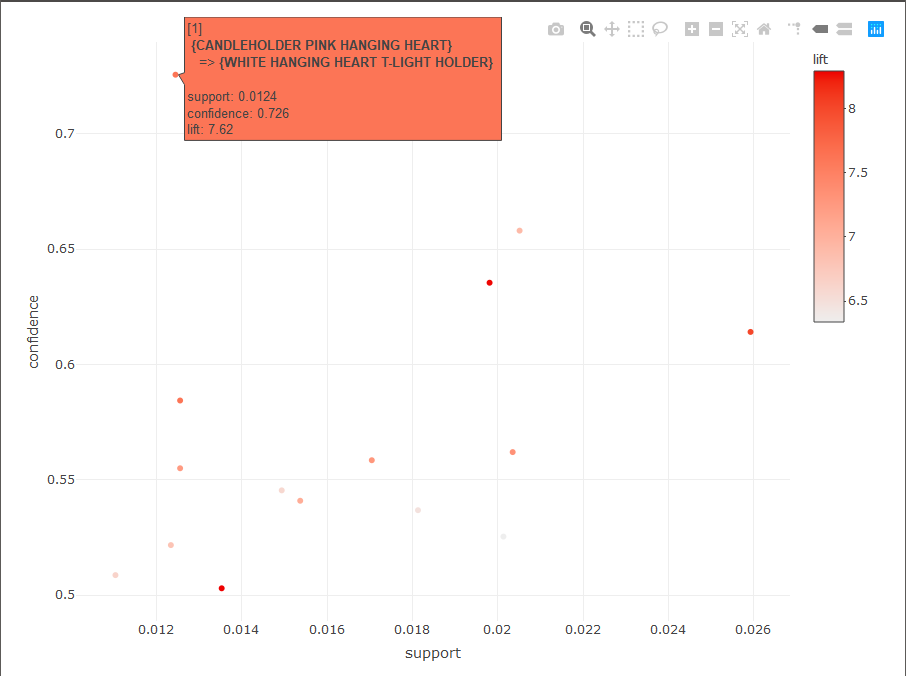 [1]
{CANDLEHOLDER PINK HANGING HEART}
=> {WHITE HANGING HEART T-LIGHT HOLDER}
support: 0.0124
confidence: 0.726
lift: 7.62
lift
8
7.5
7
6.5
0.7
0.65
0.6
0.55
0.5
confidence
0.012
0.014
0.016
0.018
0.02
0.022
0.024
0.026
support